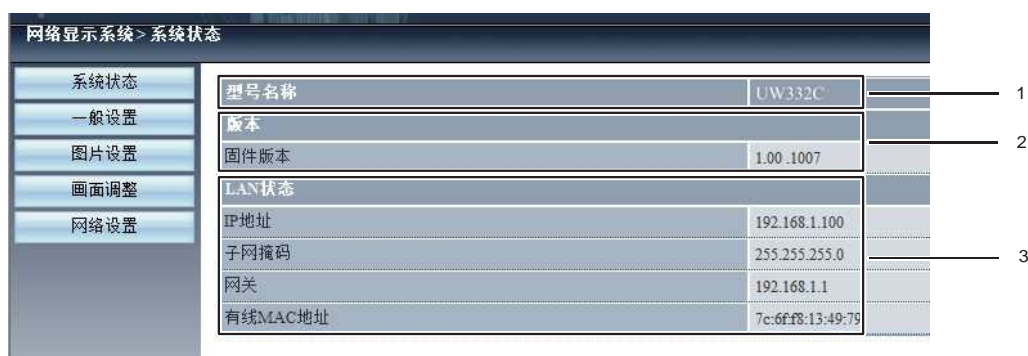 网络显示系统>系统状态
系统状态
一般设置
图片设置
画面调整
网络设置
型号名称 UW332C 1
版本 2
固件版本 1.00 .1007
LAN状态
IP地址 192.168.1.100
子网掩码 255.255.255.0 3
网关 192.168.1.1
有线MAC地址 7c:6f:f8:13:49:79